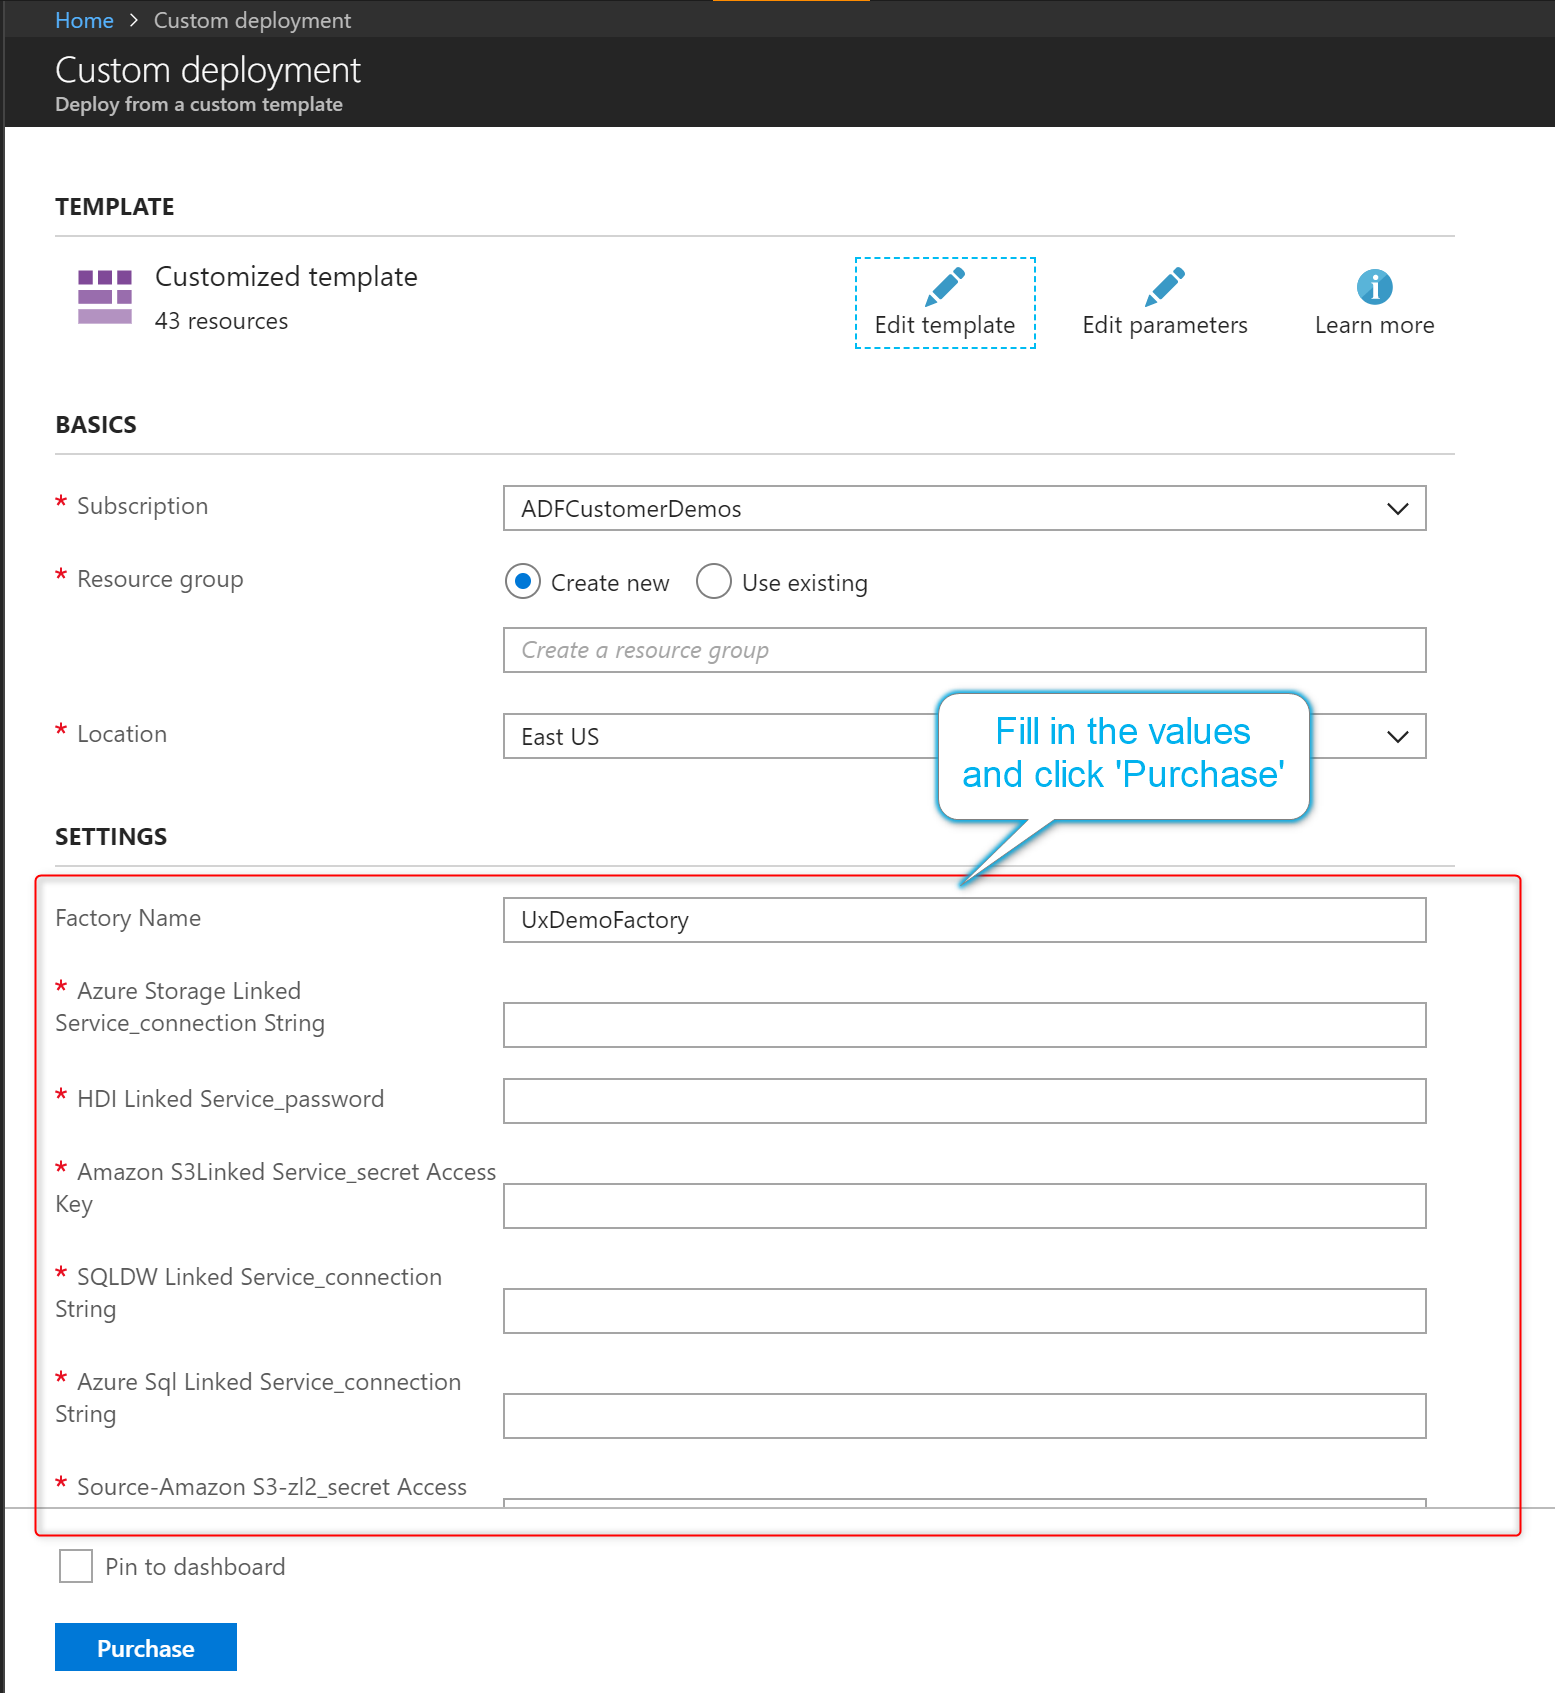 Home > Custom deployment
Custom deployment
Deploy from a custom template
TEMPLATE
Customized template
43 resources
Edit template
Edit parameters
Learn more
BASICS
* Subscription
ADFCustomerDemos
* Resource group
Create new
Use existing
Create a resource group
* Location
East US
Fill in the values
and click 'Purchase'
SETTINGS
Factory Name
UxDemoFactory
* Azure Storage Linked
Service_connection String
* HDI Linked Service_password
* Amazon S3Linked Service_secret Access
Key
* SQLDW Linked Service_connection
String
* Azure Sql Linked Service_connection
String
* Source-Amazon S3-zl2_secret Access
Pin to dashboard
Purchase